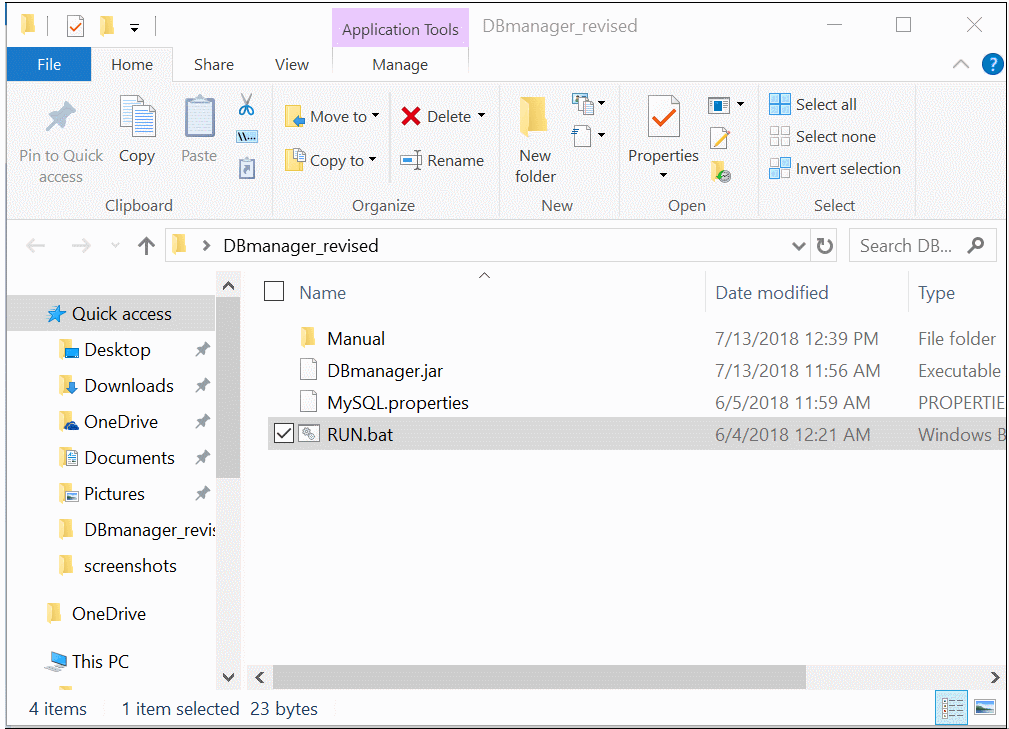 Application Tools DBmanager_revised
File Home Share View Manage ?
Move to Delete Select all
Pin to Quick access Copy Paste W\... New folder Properties Select none
Copy to Rename Invert selection
Clipboard Organize New Open Select
DBmanager_revised Search DB...
Name Date modified Type
Quick access
Manual 7/13/2018 12:39 PM File folder
Desktop
DBmanager.jar 7/13/2018 11:56 AM Executable
Downloads
MySQL.properties 6/5/2018 11:59 AM PROPERTIE
OneDrive
RUN.bat 6/4/2018 12:21 AM Windows B
Documents
Pictures
DBmanager_revis
screenshots
OneDrive
This PC
4 items 1 item selected 23 bytes